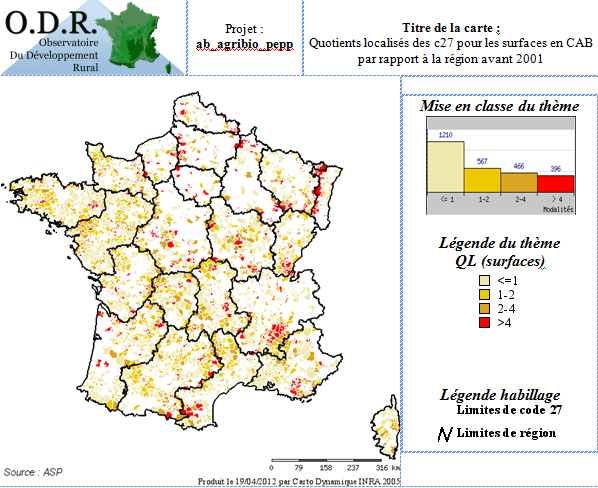 O.D.R.
Observatoire
Du Développement
Rural
Projet :
ab_agribio_pepp
Titre de la carte :
Quotients localisés des c27 pour les surfaces en CAB
par rapport à la région avant 2001
Mise en classe du thème
1210
567
466
396
<= 1
1-2
2-4
> 4
Modalités
Légende du thème
QL (surfaces)
<=1
1-2
2-4
>4
Légende habillage
Limites de code 27
Limites de région
0
79
158
237
316 km
Source : ASP
Produit le 19/04/2012 par Carto Dynamique INRA 2005